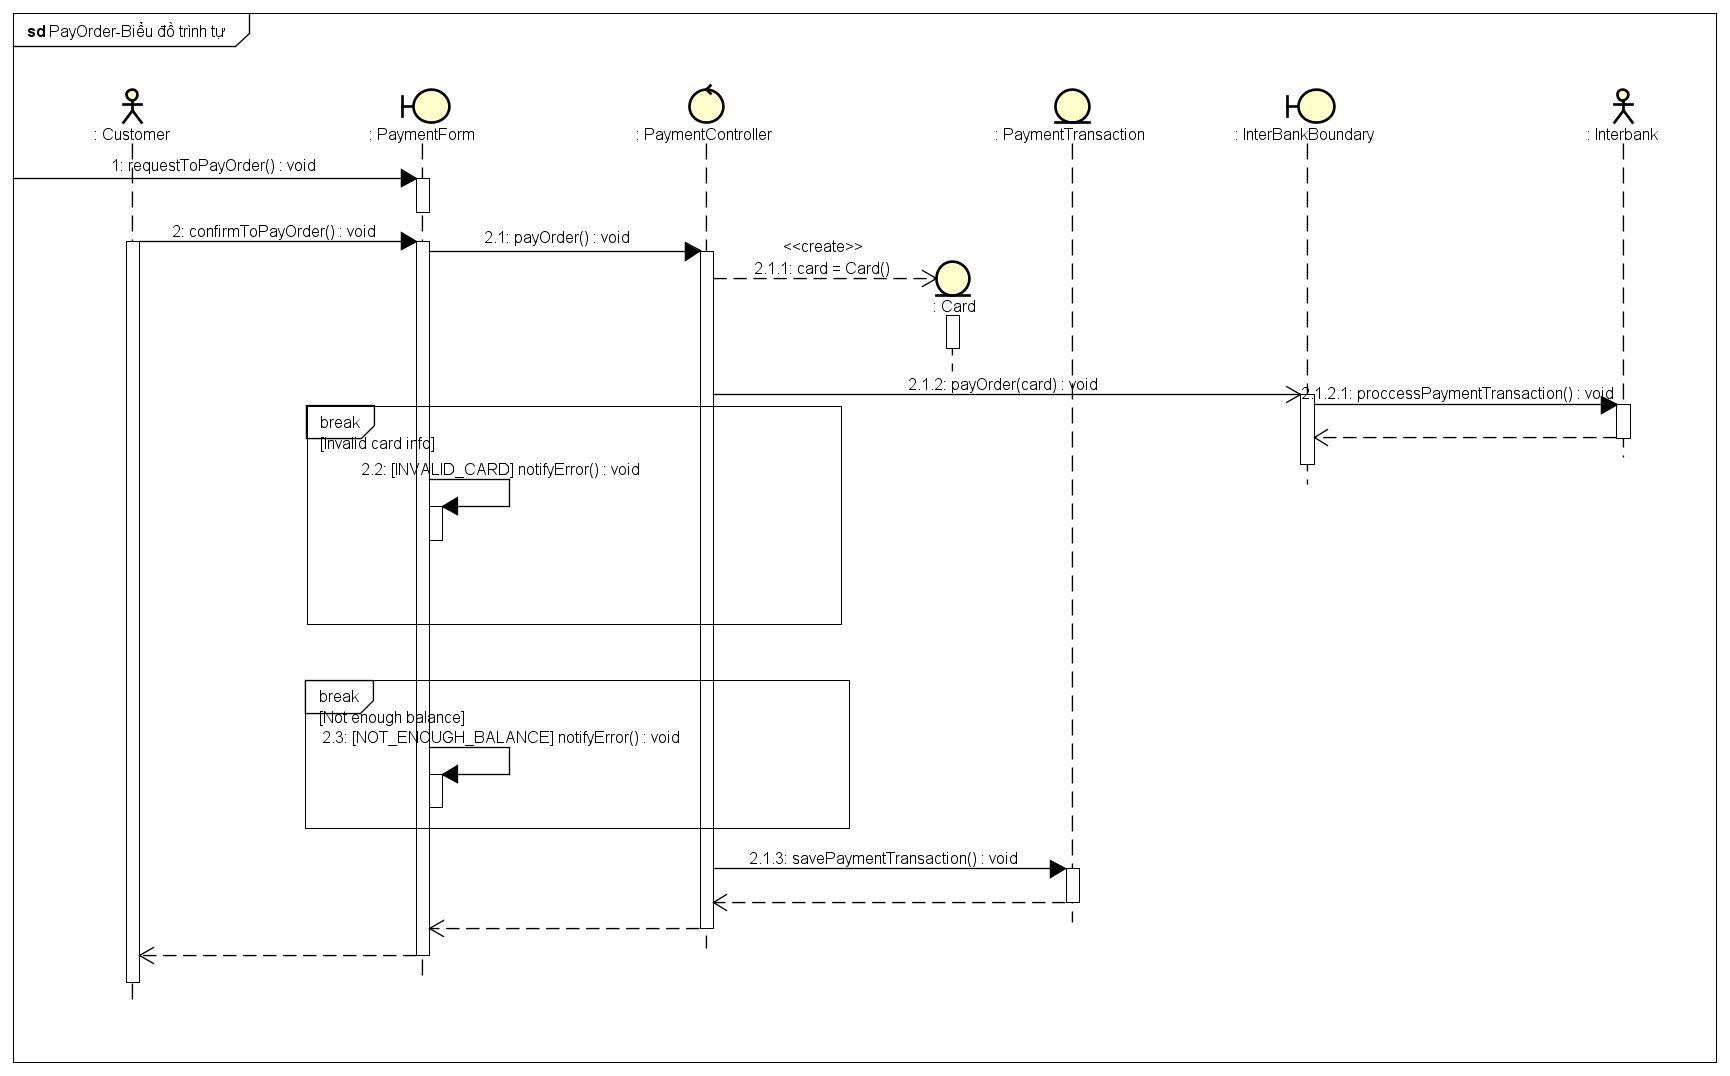 sd PayOrder-Biểu đồ trình tự
: Customer
: PaymentForm
: PaymentController
: PaymentTransaction
: InterBankBoundary
: Interbank
1: requestToPayOrder() : void
2: confirmToPayOrder() : void
2.1: payOrder() : void
<<create>>
2.1.1: card = Card()
: Card
2.1.2: payOrder(card) : void
2.1.2.1: proccessPaymentTransaction() : void
break
[Invalid card info]
2.2: [INVALID_CARD] notifyError() : void
break
[Not enough balance]
2.3: [NOT_ENOUGH_BALANCE] notifyError() : void
2.1.3: savePaymentTransaction() : void